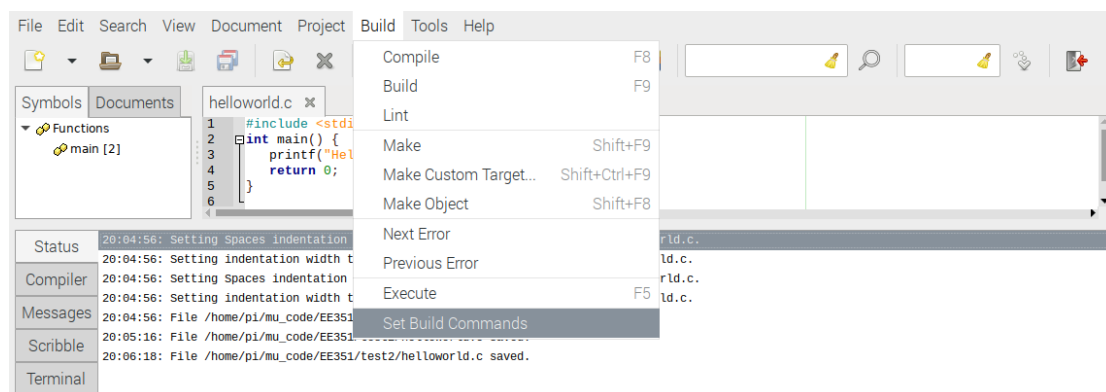 File Edit Search View Document Project Build Tools Help
Compile F8
Build F9
Lint
Make Shift+F9
Make Custom Target... Shift+Ctrl+F9
Make Object Shift+F8
Next Error
Previous Error
Execute F5
Set Build Commands
Symbols Documents helloworld.c
Functions
main [2]
1 #include <stdi
2 int main() {
3 printf("Hel
4 return 0;
5 }
6
Status
Compiler
Messages
Scribble
Terminal
20:04:56: Setting Spaces indentation rld.c.
20:04:56: Setting indentation width t ld.c.
20:04:56: Setting Spaces indentation rld.c.
20:04:56: Setting indentation width t ld.c.
20:04:56: File /home/pi/mu_code/EE351
20:05:16: File /home/pi/mu_code/EE351/test2/helloworld.c saved.
20:06:18: File /home/pi/mu_code/EE351/test2/helloworld.c saved.